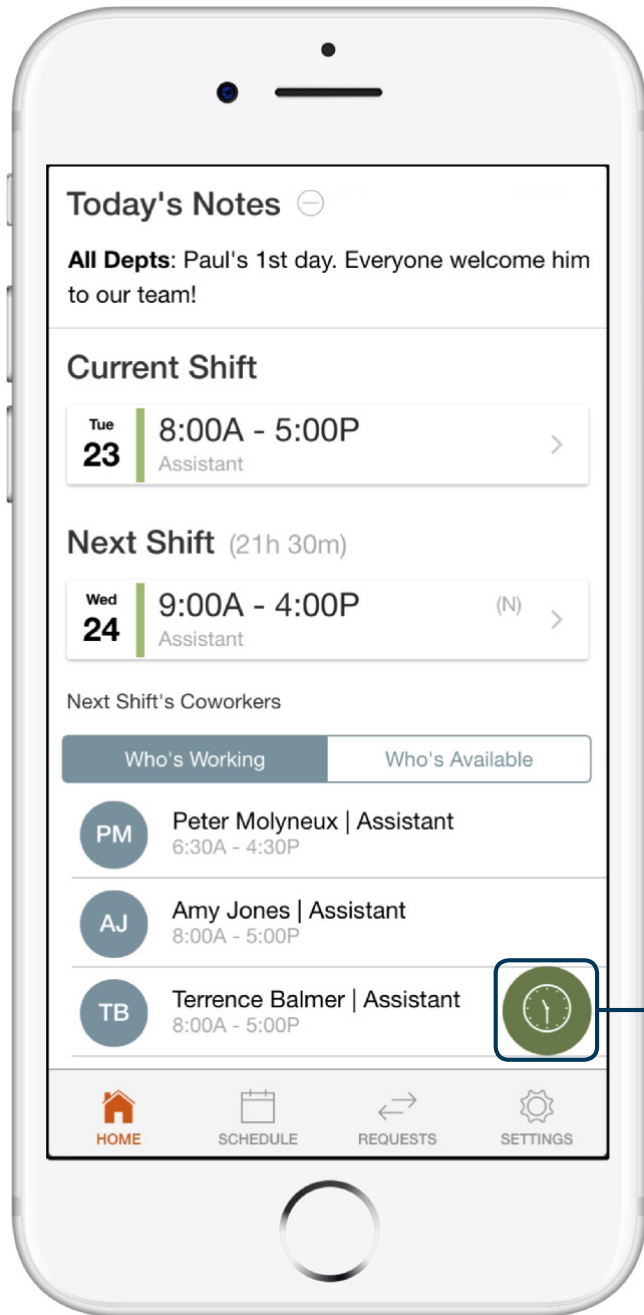 Today's Notes
All Depts: Paul's 1st day. Everyone welcome him
to our team!
Current Shift
Tue
23
8:00A - 5:00P
Assistant
Next Shift (21h 30m)
Wed
24
9:00A - 4:00P
(N)
Assistant
Next Shift's Coworkers
Who's Working
Who's Available
PM
Peter Molyneux | Assistant
6:30A - 4:30P
AJ
Amy Jones | Assistant
8:00A - 5:00P
TB
Terrence Balmer | Assistant
8:00A - 5:00P
HOME
SCHEDULE
REQUESTS
SETTINGS